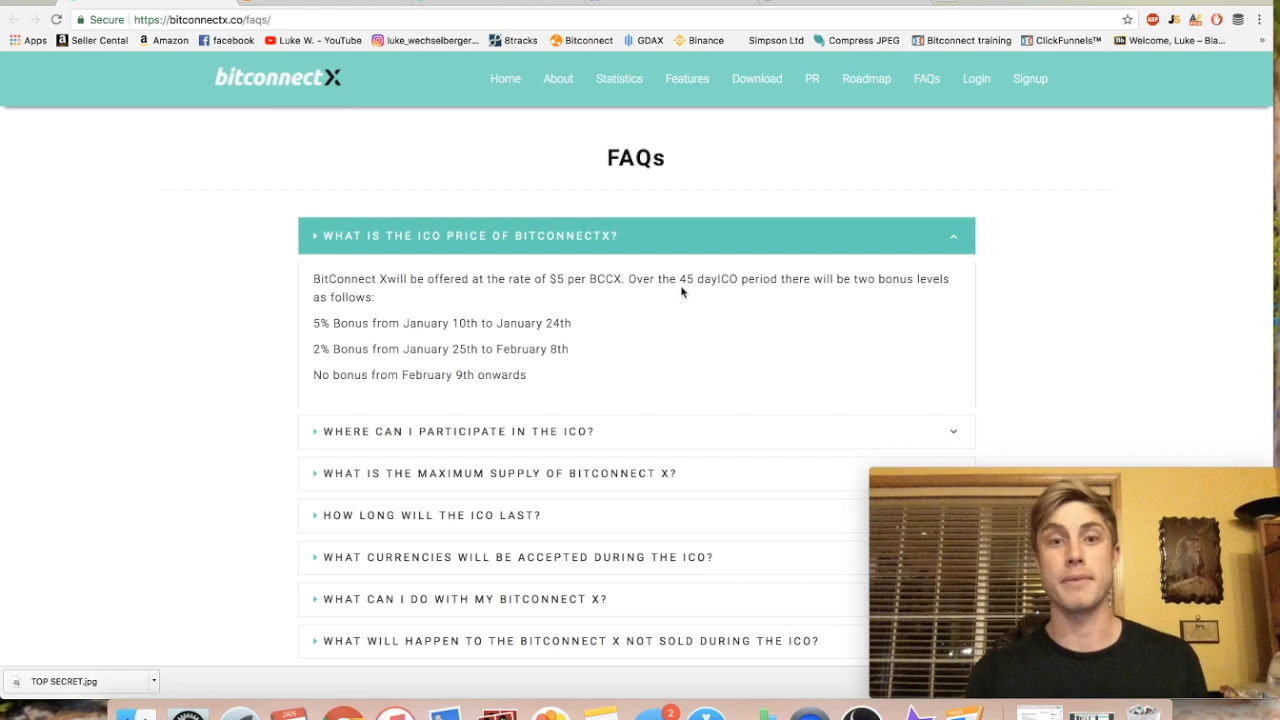 Secure https://bitconnectx.co/faqs/
Apps Seller Cental Amazon facebook Luke W. - YouTube luke_wechselberger... 8tracks Bitconnect GDAX Binance Simpson Ltd Compress JPEG Bitconnect training ClickFunnels™ Welcome, Luke – Bla... »
bitconnectX Home About Statistics Features Download PR Roadmap FAQs Login Signup
FAQs
WHAT IS THE ICO PRICE OF BITCONNECTX?
BitConnect Xwill be offered at the rate of $5 per BCCX. Over the 45 dayICO period there will be two bonus levels
as follows:
5% Bonus from January 10th to January 24th
2% Bonus from January 25th to February 8th
No bonus from February 9th onwards
WHERE CAN I PARTICIPATE IN THE ICO?
WHAT IS THE MAXIMUM SUPPLY OF BITCONNECT X?
HOW LONG WILL THE ICO LAST?
WHAT CURRENCIES WILL BE ACCEPTED DURING THE ICO?
WHAT CAN I DO WITH MY BITCONNECT X?
WHAT WILL HAPPEN TO THE BITCONNECT X NOT SOLD DURING THE ICO?
TOP SECRET.jpg
JAN
2